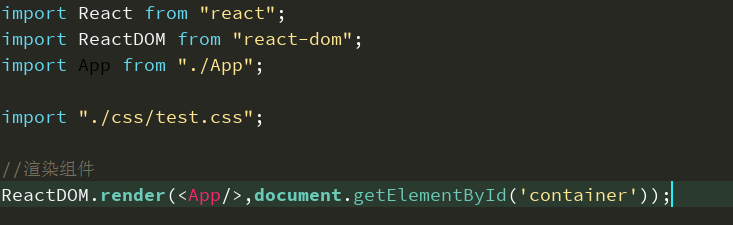 import React from "react";
import ReactDOM from "react-dom";
import App from "./App";
import "./css/test.css";
//渲染组件
ReactDOM.render(<App/>,document.getElementById('container'));